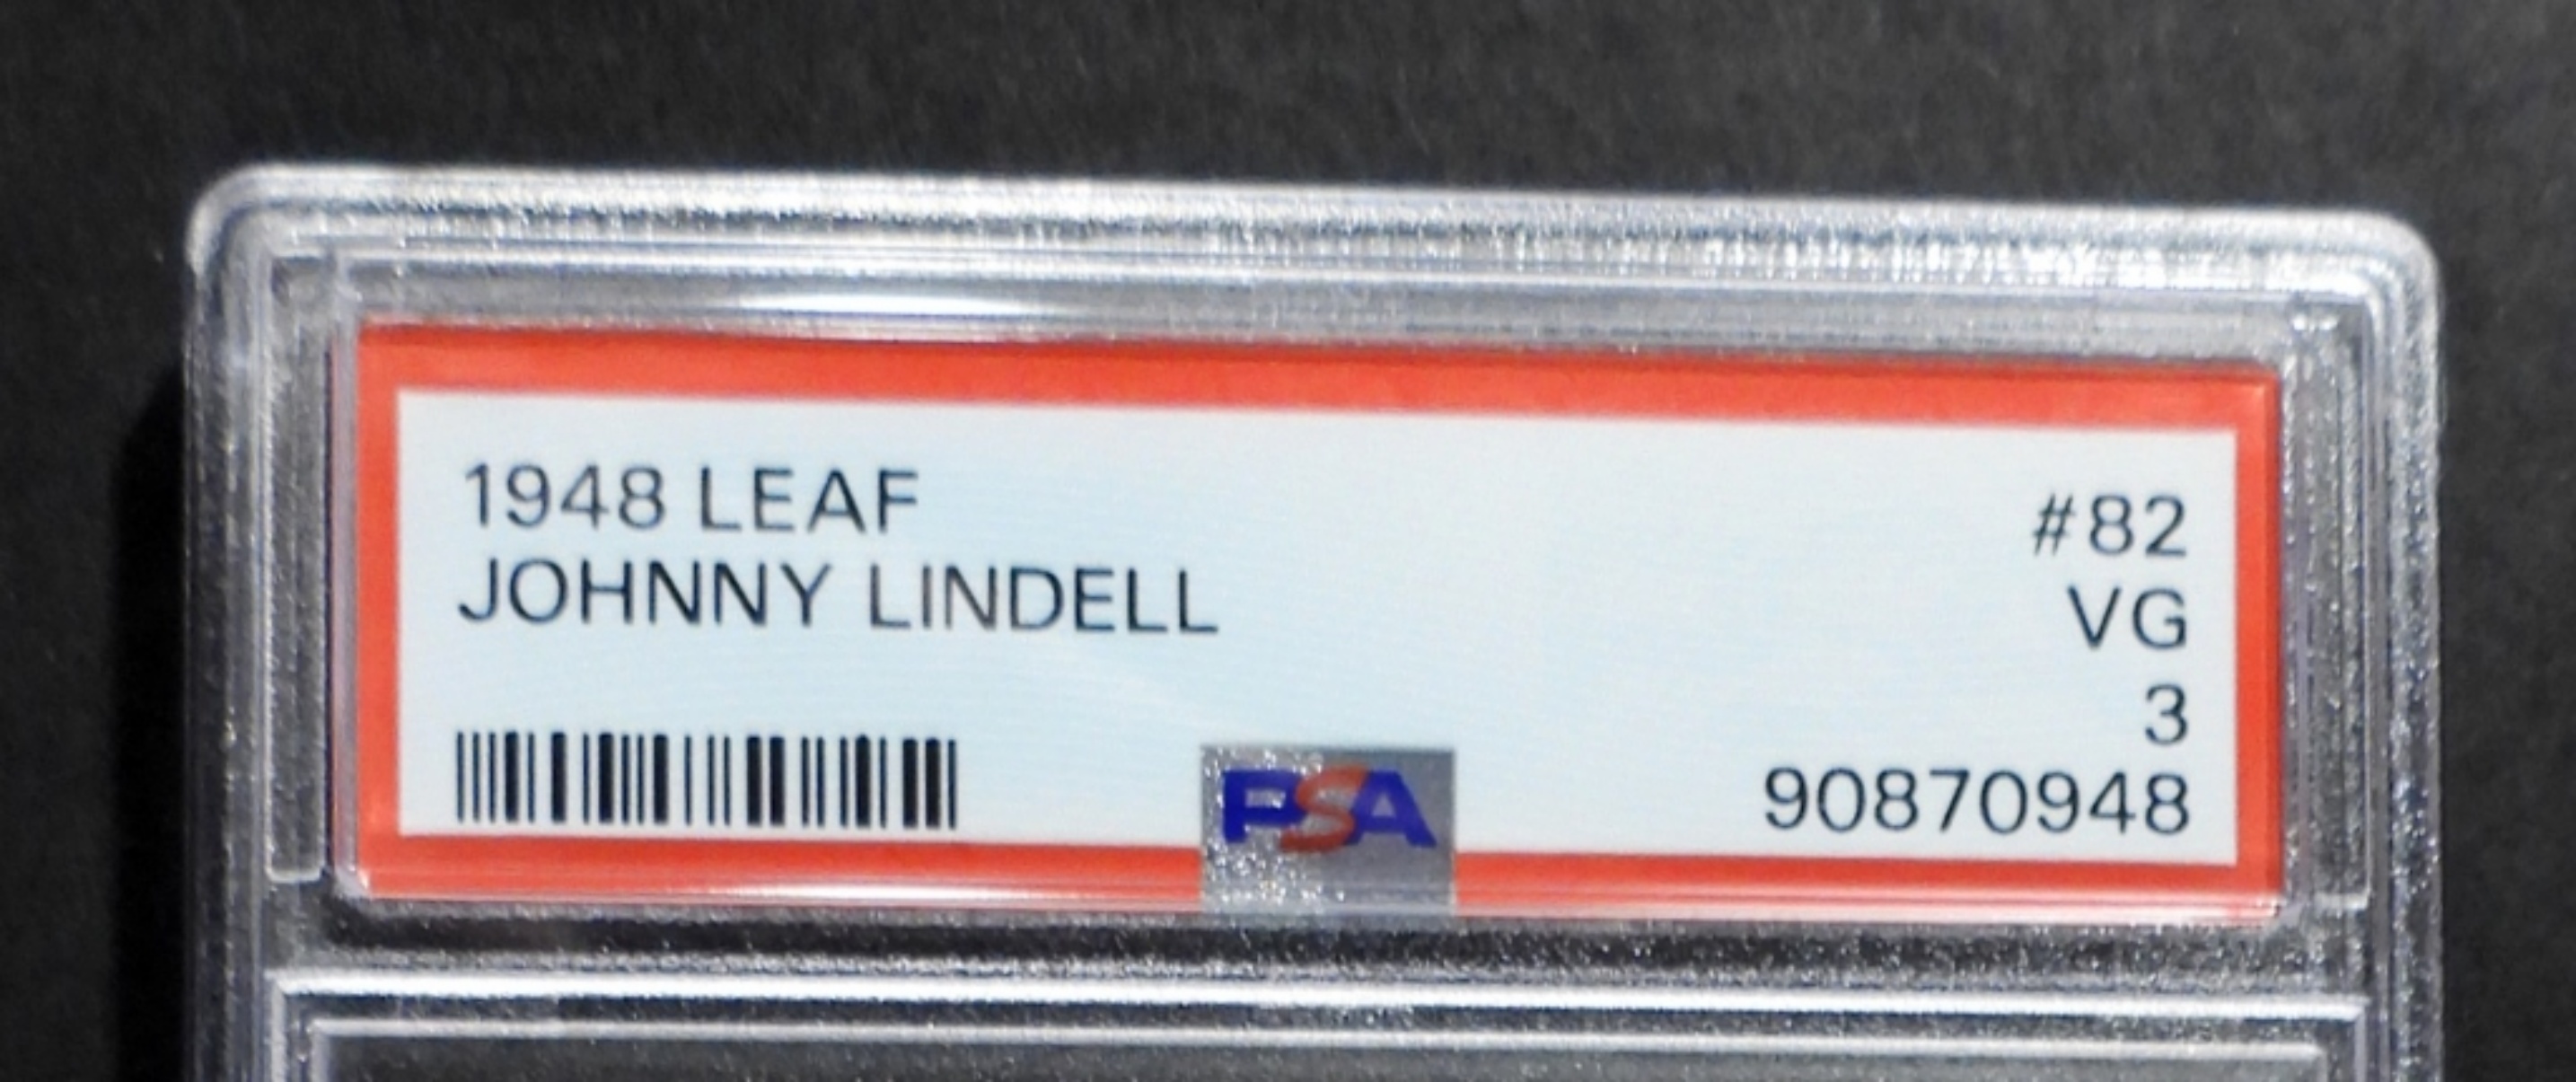 1948 LEAF #82
JOHNNY LINDELL VG
3
PSA 90870948